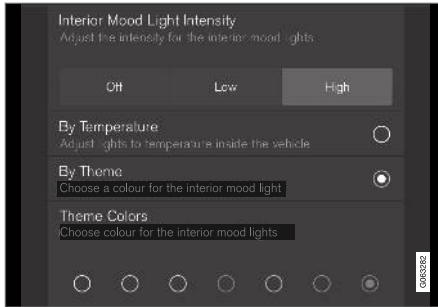 Interior Mood Light Intensity
Adjust the intensity for the interior mood lights
Off Low High
By Temperature
Adjust lights to temperature inside the vehicle
By Theme
Choose a colour for the interior mood light
Theme Colors
Choose colour for the interior mood lights
G063282